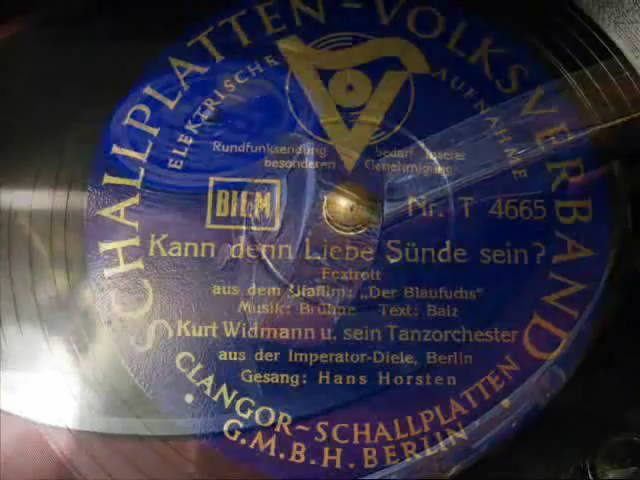 SCHALLPLATTEN-VOLKSVERBAND
ELEKTRISCHE AUFNAHME
Rundfunksendung bedarf unserer
besonderen Genehmigung
BIEM
Nr. T 4665
Kann denn Liebe Sünde sein?
Foxtrott
aus dem Ufafilm: „Der Blaufuchs"
Musik: Brühne Text: Balz
Kurt Widmann u. sein Tanzorchester
aus der Imperator-Diele, Berlin
Gesang: Hans Horsten
CLANGOR-SCHALLPLATTEN
G.M.B.H. BERLIN